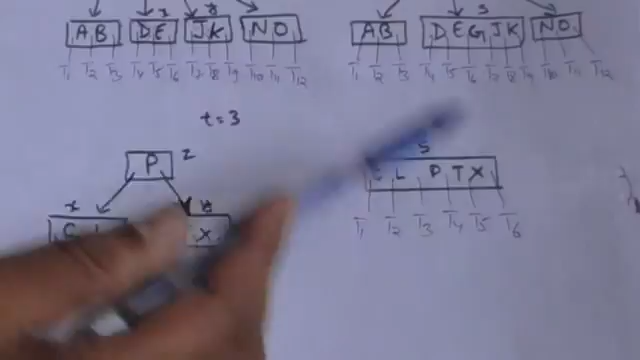 x y s
A B D E J K N O A B D E G J K N O
T1 T2 T3 T4 T5 T6 T7 T8 T9 T10 T11 T12 T1 T2 T3 T4 T5 T6 T7 T8 T9 T10 T11 T12
t = 3
P z s
C L P T X
x y
C L X
T1 T2 T3 T4 T5 T6